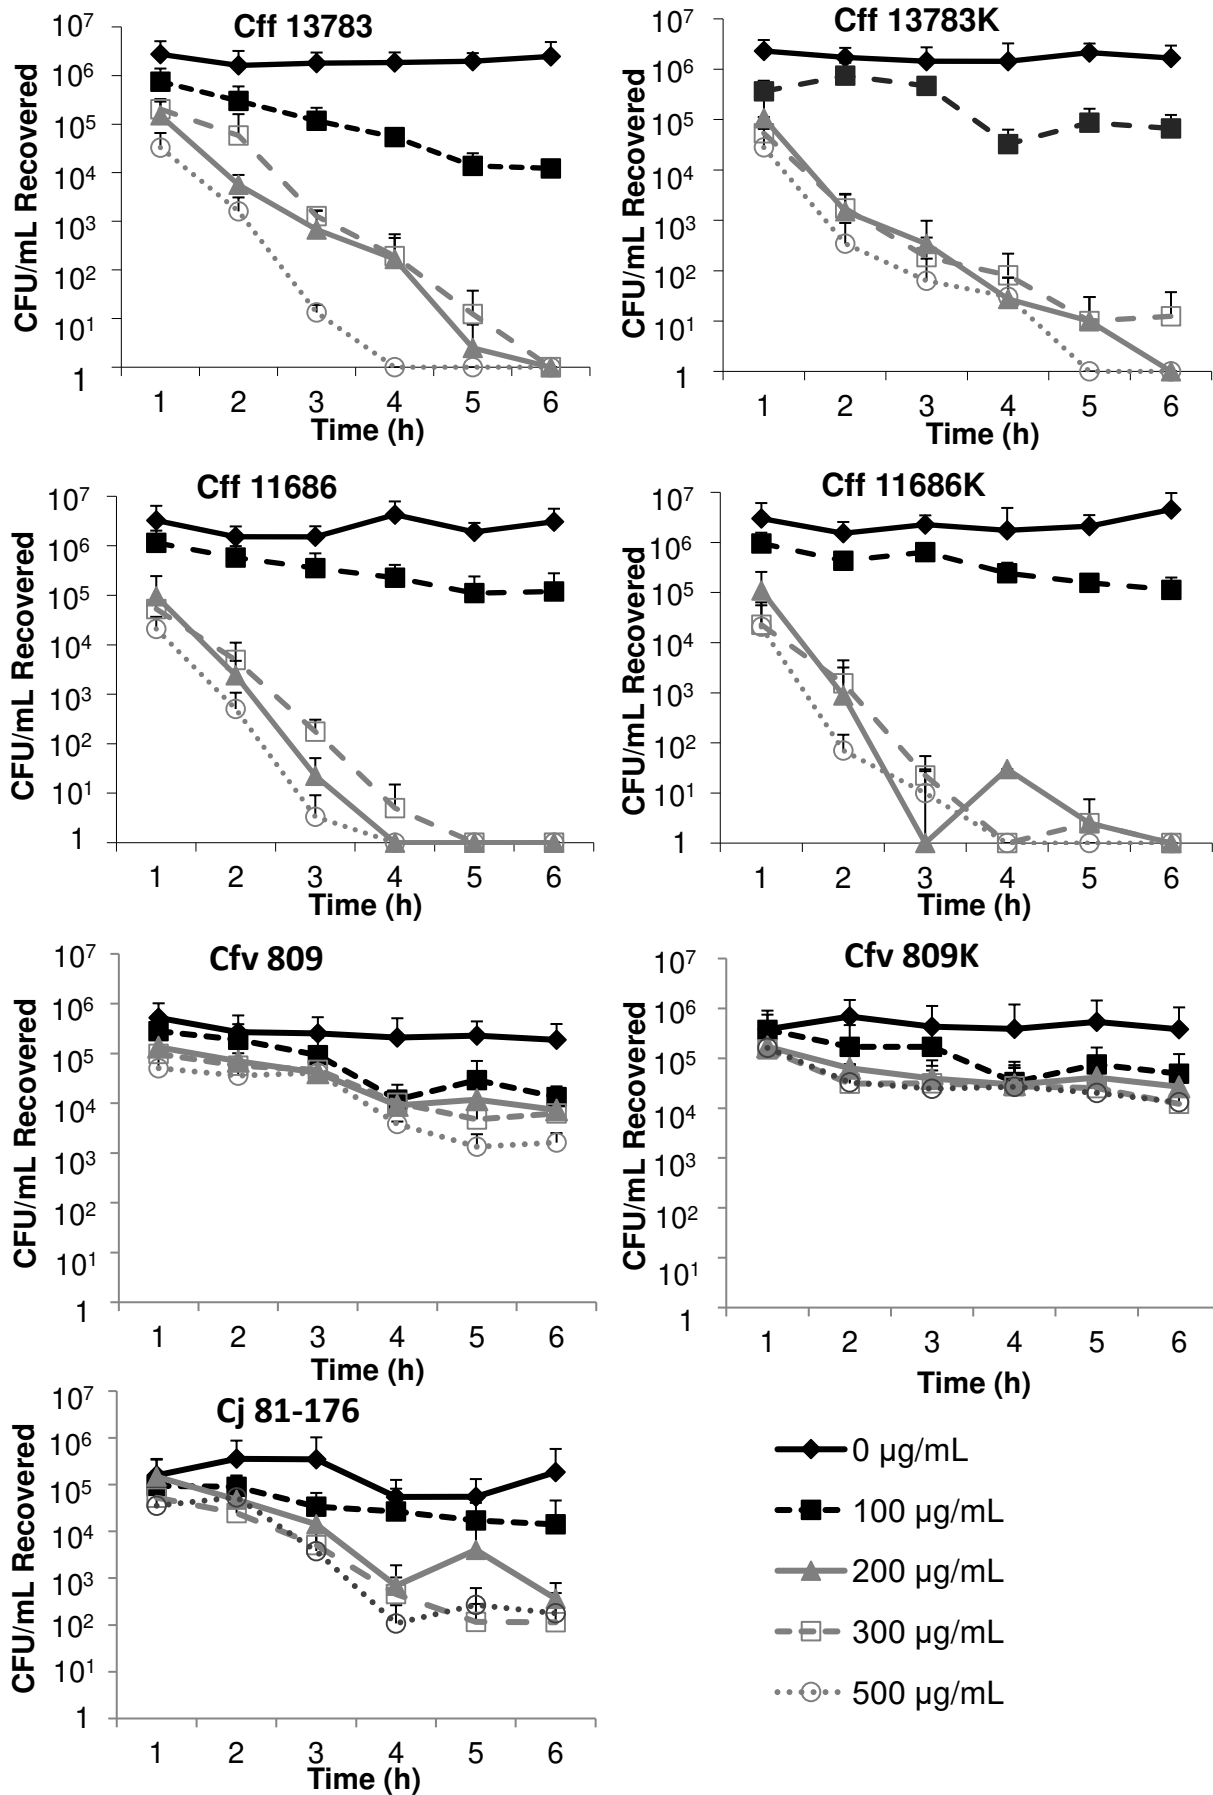 Cff 13783
CFU/mL Recovered
10⁷
10⁶
10⁵
10⁴
10³
10²
10¹
1
1 2 3 4 5 6
Time (h)
Cff 13783K
CFU/mL Recovered
10⁷
10⁶
10⁵
10⁴
10³
10²
10¹
1
1 2 3 4 5 6
Time (h)
Cff 11686
CFU/mL Recovered
10⁷
10⁶
10⁵
10⁴
10³
10²
10¹
1
1 2 3 4 5 6
Time (h)
Cff 11686K
CFU/mL Recovered
10⁷
10⁶
10⁵
10⁴
10³
10²
10¹
1
1 2 3 4 5 6
Time (h)
Cfv 809
CFU/mL Recovered
10⁷
10⁶
10⁵
10⁴
10³
10²
10¹
1
1 2 3 4 5 6
Time (h)
Cfv 809K
CFU/mL Recovered
10⁷
10⁶
10⁵
10⁴
10³
10²
10¹
1
1 2 3 4 5 6
Time (h)
Cj 81-176
CFU/mL Recovered
10⁷
10⁶
10⁵
10⁴
10³
10²
10¹
1
1 2 3 4 5 6
Time (h)
0 µg/mL
100 µg/mL
200 µg/mL
300 µg/mL
500 µg/mL